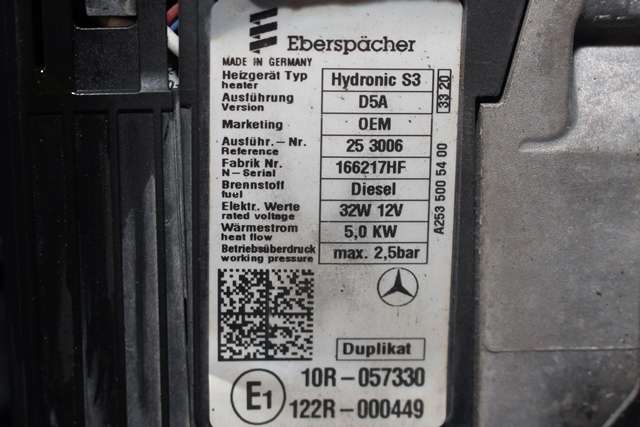 Eberspächer
MADE IN GERMANY
Heizgerät Typ Hydronic S3
heater
Ausführung D5A
Version
Marketing OEM
Ausführ.- Nr. 25 3006
Reference
Fabrik Nr. 166217HF
N-Serial
Brennstoff Diesel
fuel
Elektr. Werte 32W 12V
rated voltage
Wärmestrom 5,0 KW
heat flow
Betriebsüberdruck max. 2,5bar
working pressure
33 20
A253 500 54 00
Duplikat
E1
10R-057330
122R-000449